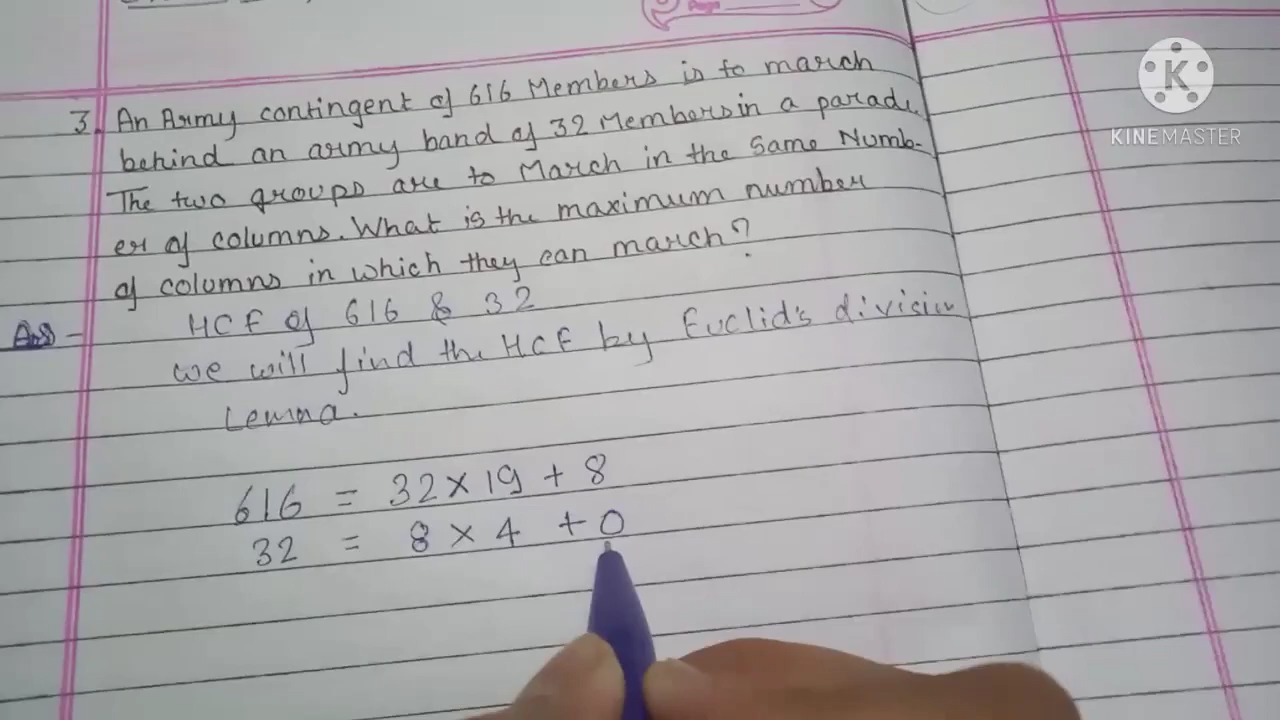 3. An Army contingent of 616 Members is to march
behind an army band of 32 Members in a parade.
The two groups are to March in the Same Numb-
er of columns. What is the maximum number
of columns in which they can march?
Ans - HCF of 616 & 32
we will find the HCF by Euclid's division
Lemma.
616 = 32 × 19 + 8
32 = 8 × 4 + 0
KINEMASTER